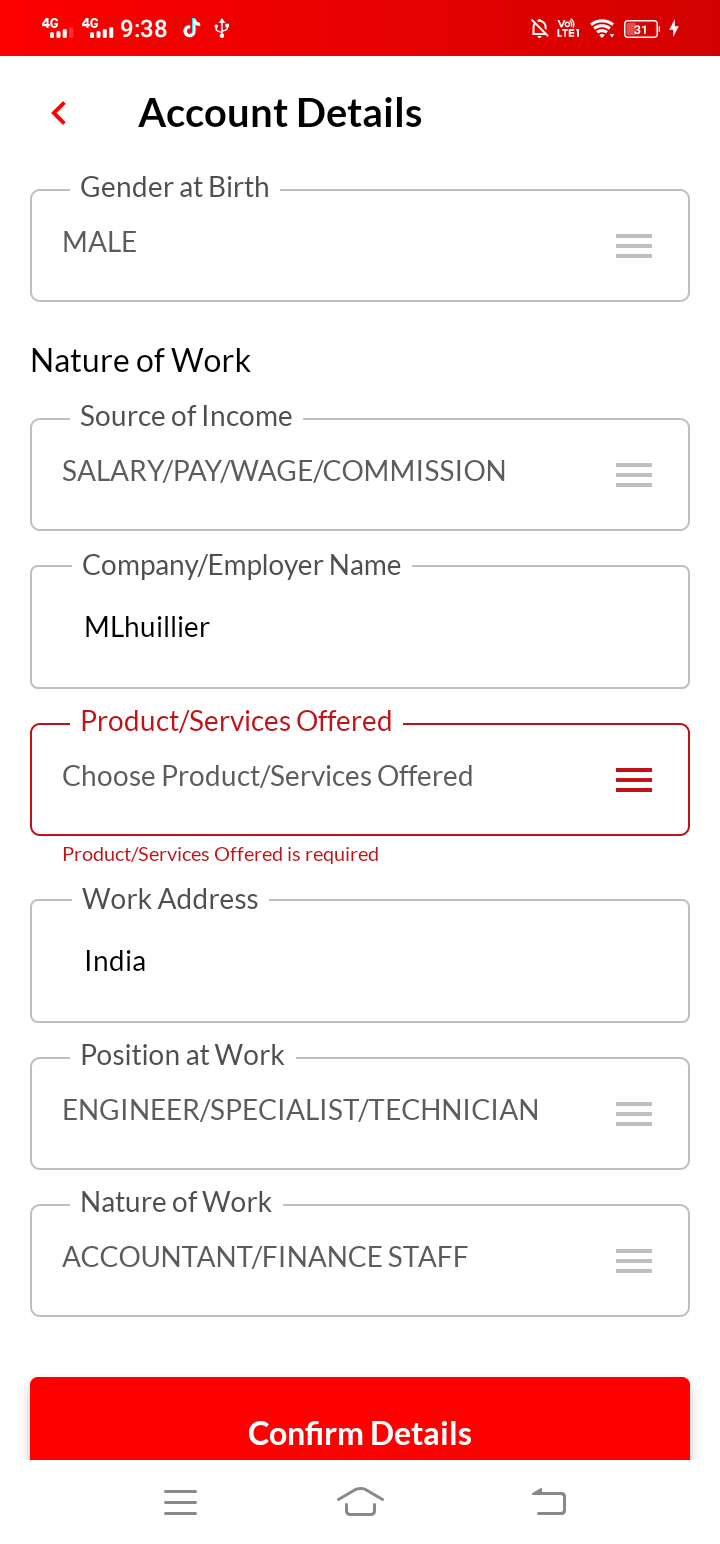 4G 4G 9:38 VoI) LTE1 31
Account Details
Gender at Birth
MALE
Nature of Work
Source of Income
SALARY/PAY/WAGE/COMMISSION
Company/Employer Name
MLhuillier
Product/Services Offered
Choose Product/Services Offered
Product/Services Offered is required
Work Address
India
Position at Work
ENGINEER/SPECIALIST/TECHNICIAN
Nature of Work
ACCOUNTANT/FINANCE STAFF
Confirm Details